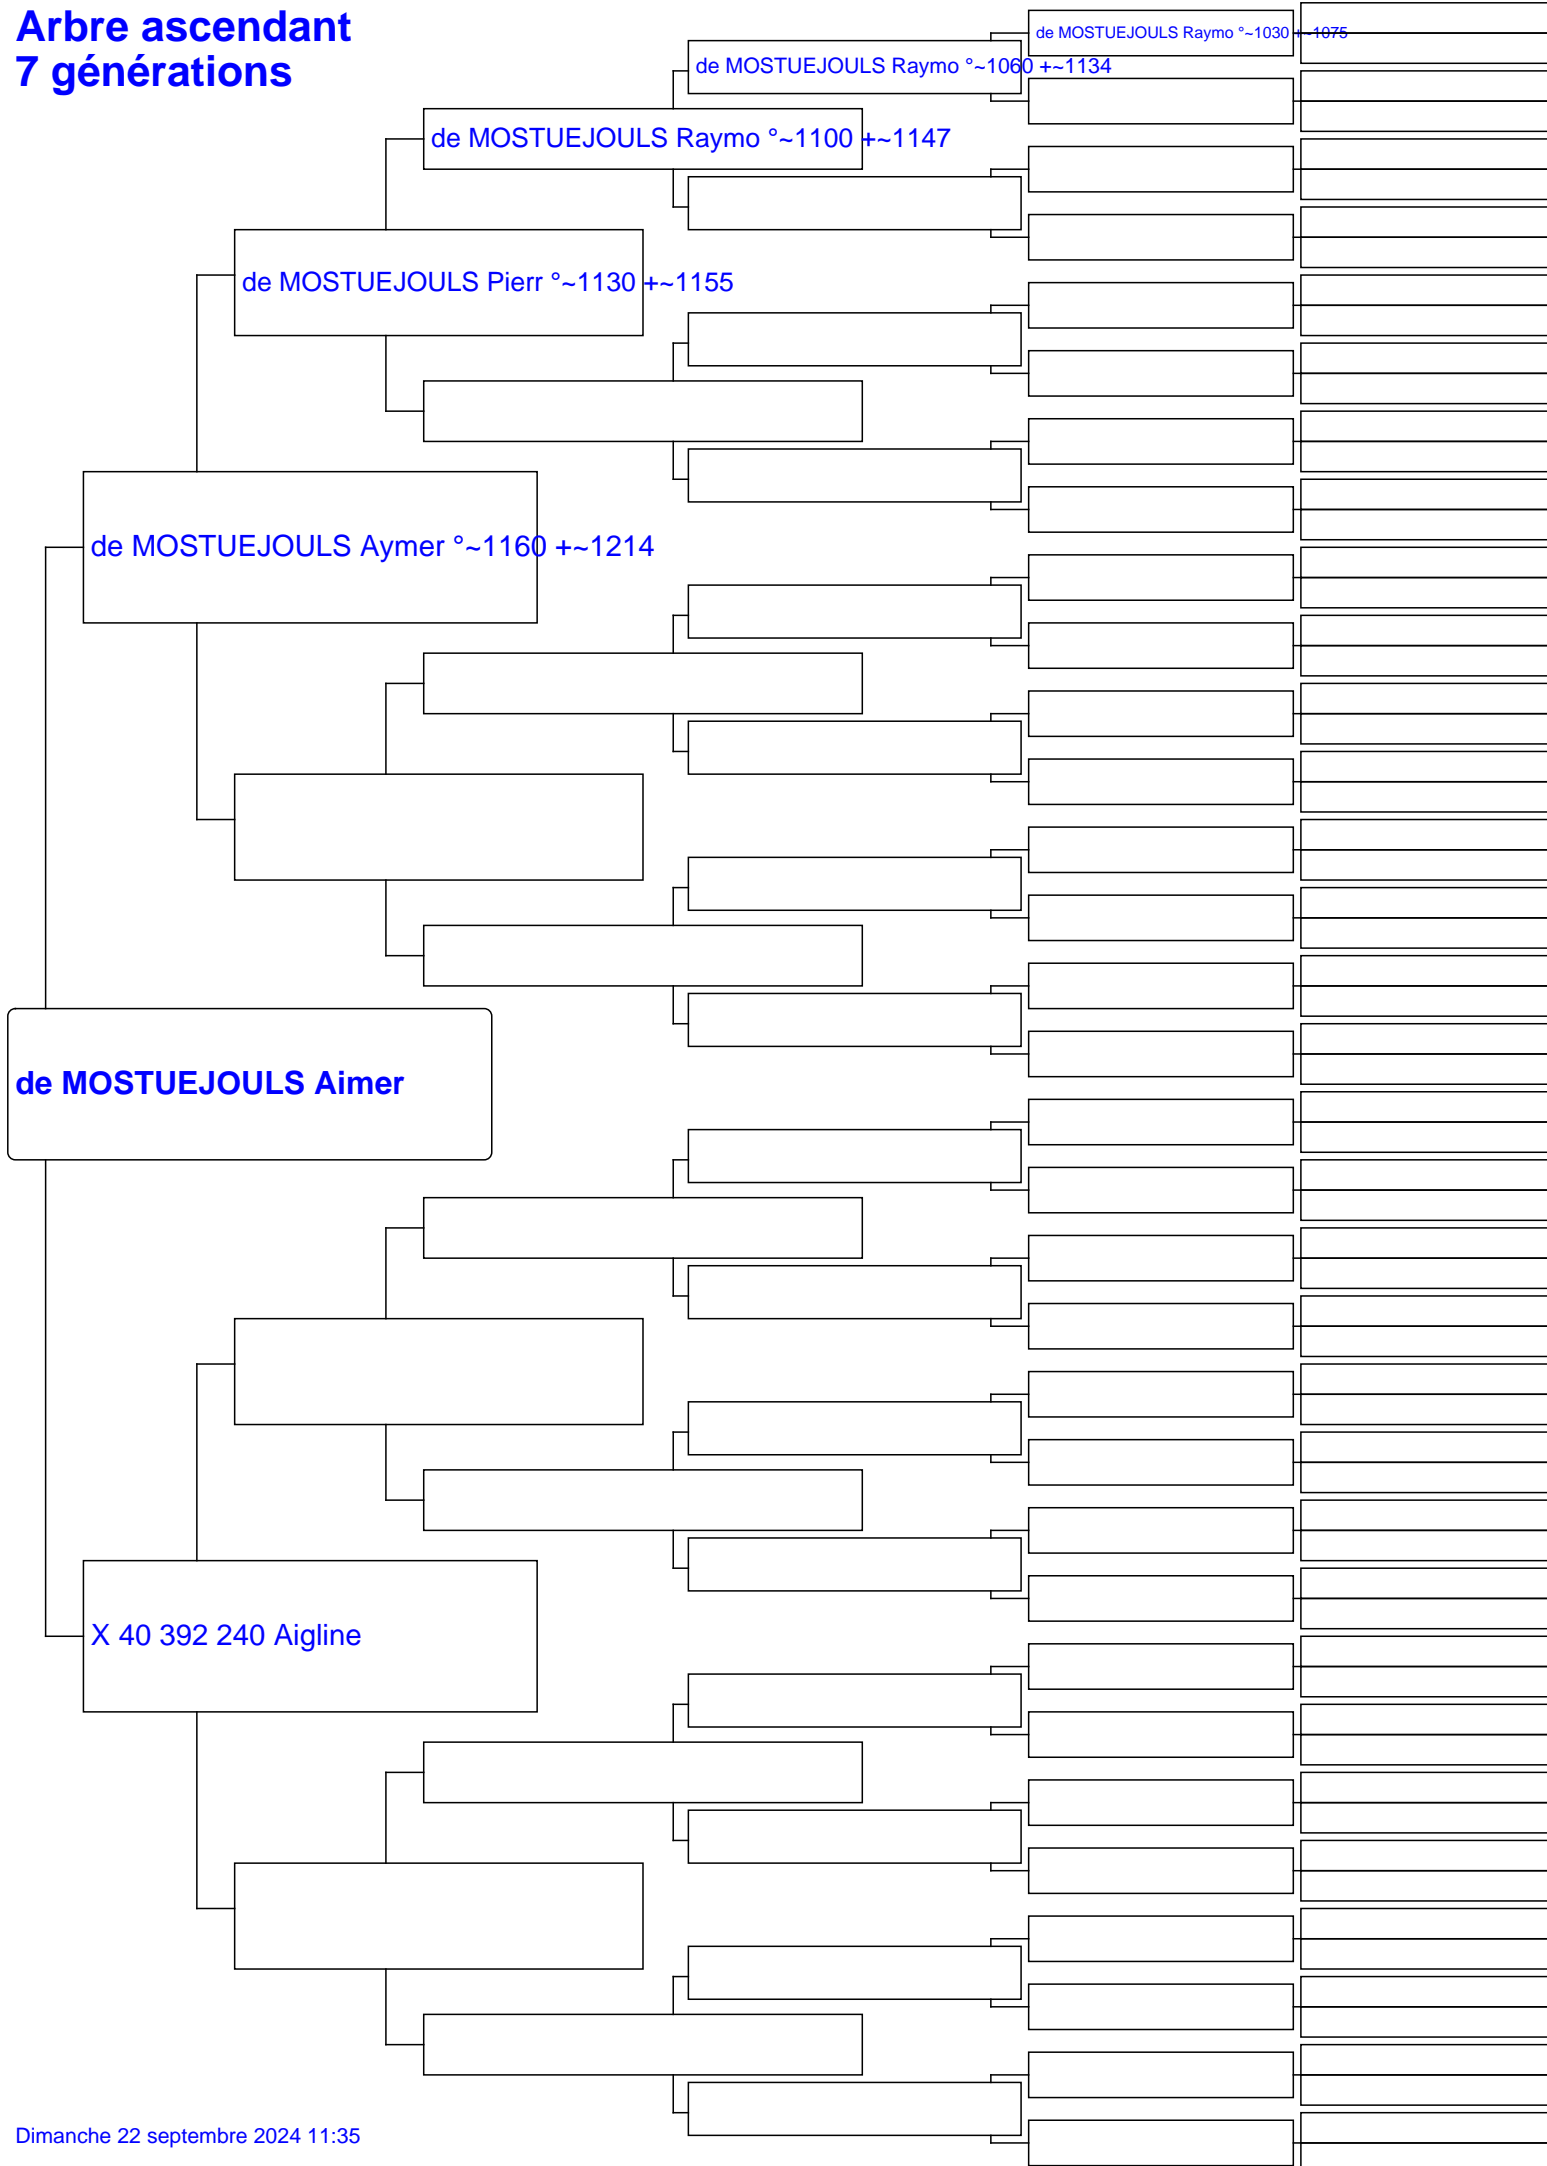 Arbre ascendant
7 générations
de MOSTUEJOULS Raymo °~1030 +~1075
de MOSTUEJOULS Raymo °~1060 +~1134
de MOSTUEJOULS Raymo °~1100 +~1147
de MOSTUEJOULS Pierr °~1130 +~1155
de MOSTUEJOULS Aymer °~1160 +~1214
de MOSTUEJOULS Aimer
X 40 392 240 Aigline
Dimanche 22 septembre 2024 11:35